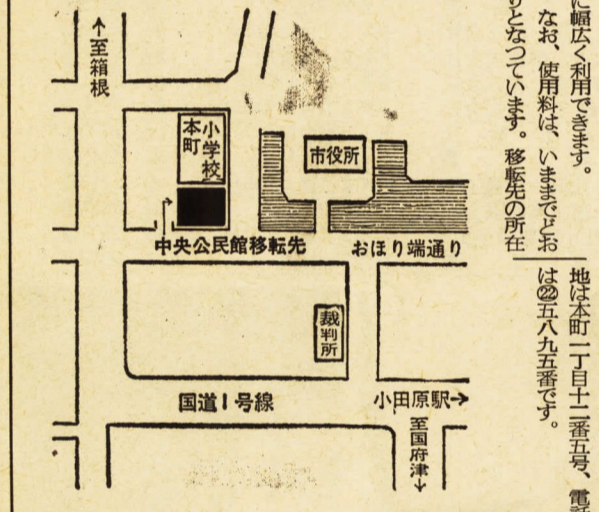 に幅広く利用できます。
なお、使用料は、いままでどお
りとなつています。移転先の所在
地は本町一丁目十二番五号、電話
は㉒五八九五番です。
↑至箱根
小学校
本町
市役所
中央公民館移転先
おほり端通り
裁判所
国道1号線
小田原駅→
至国府津↓